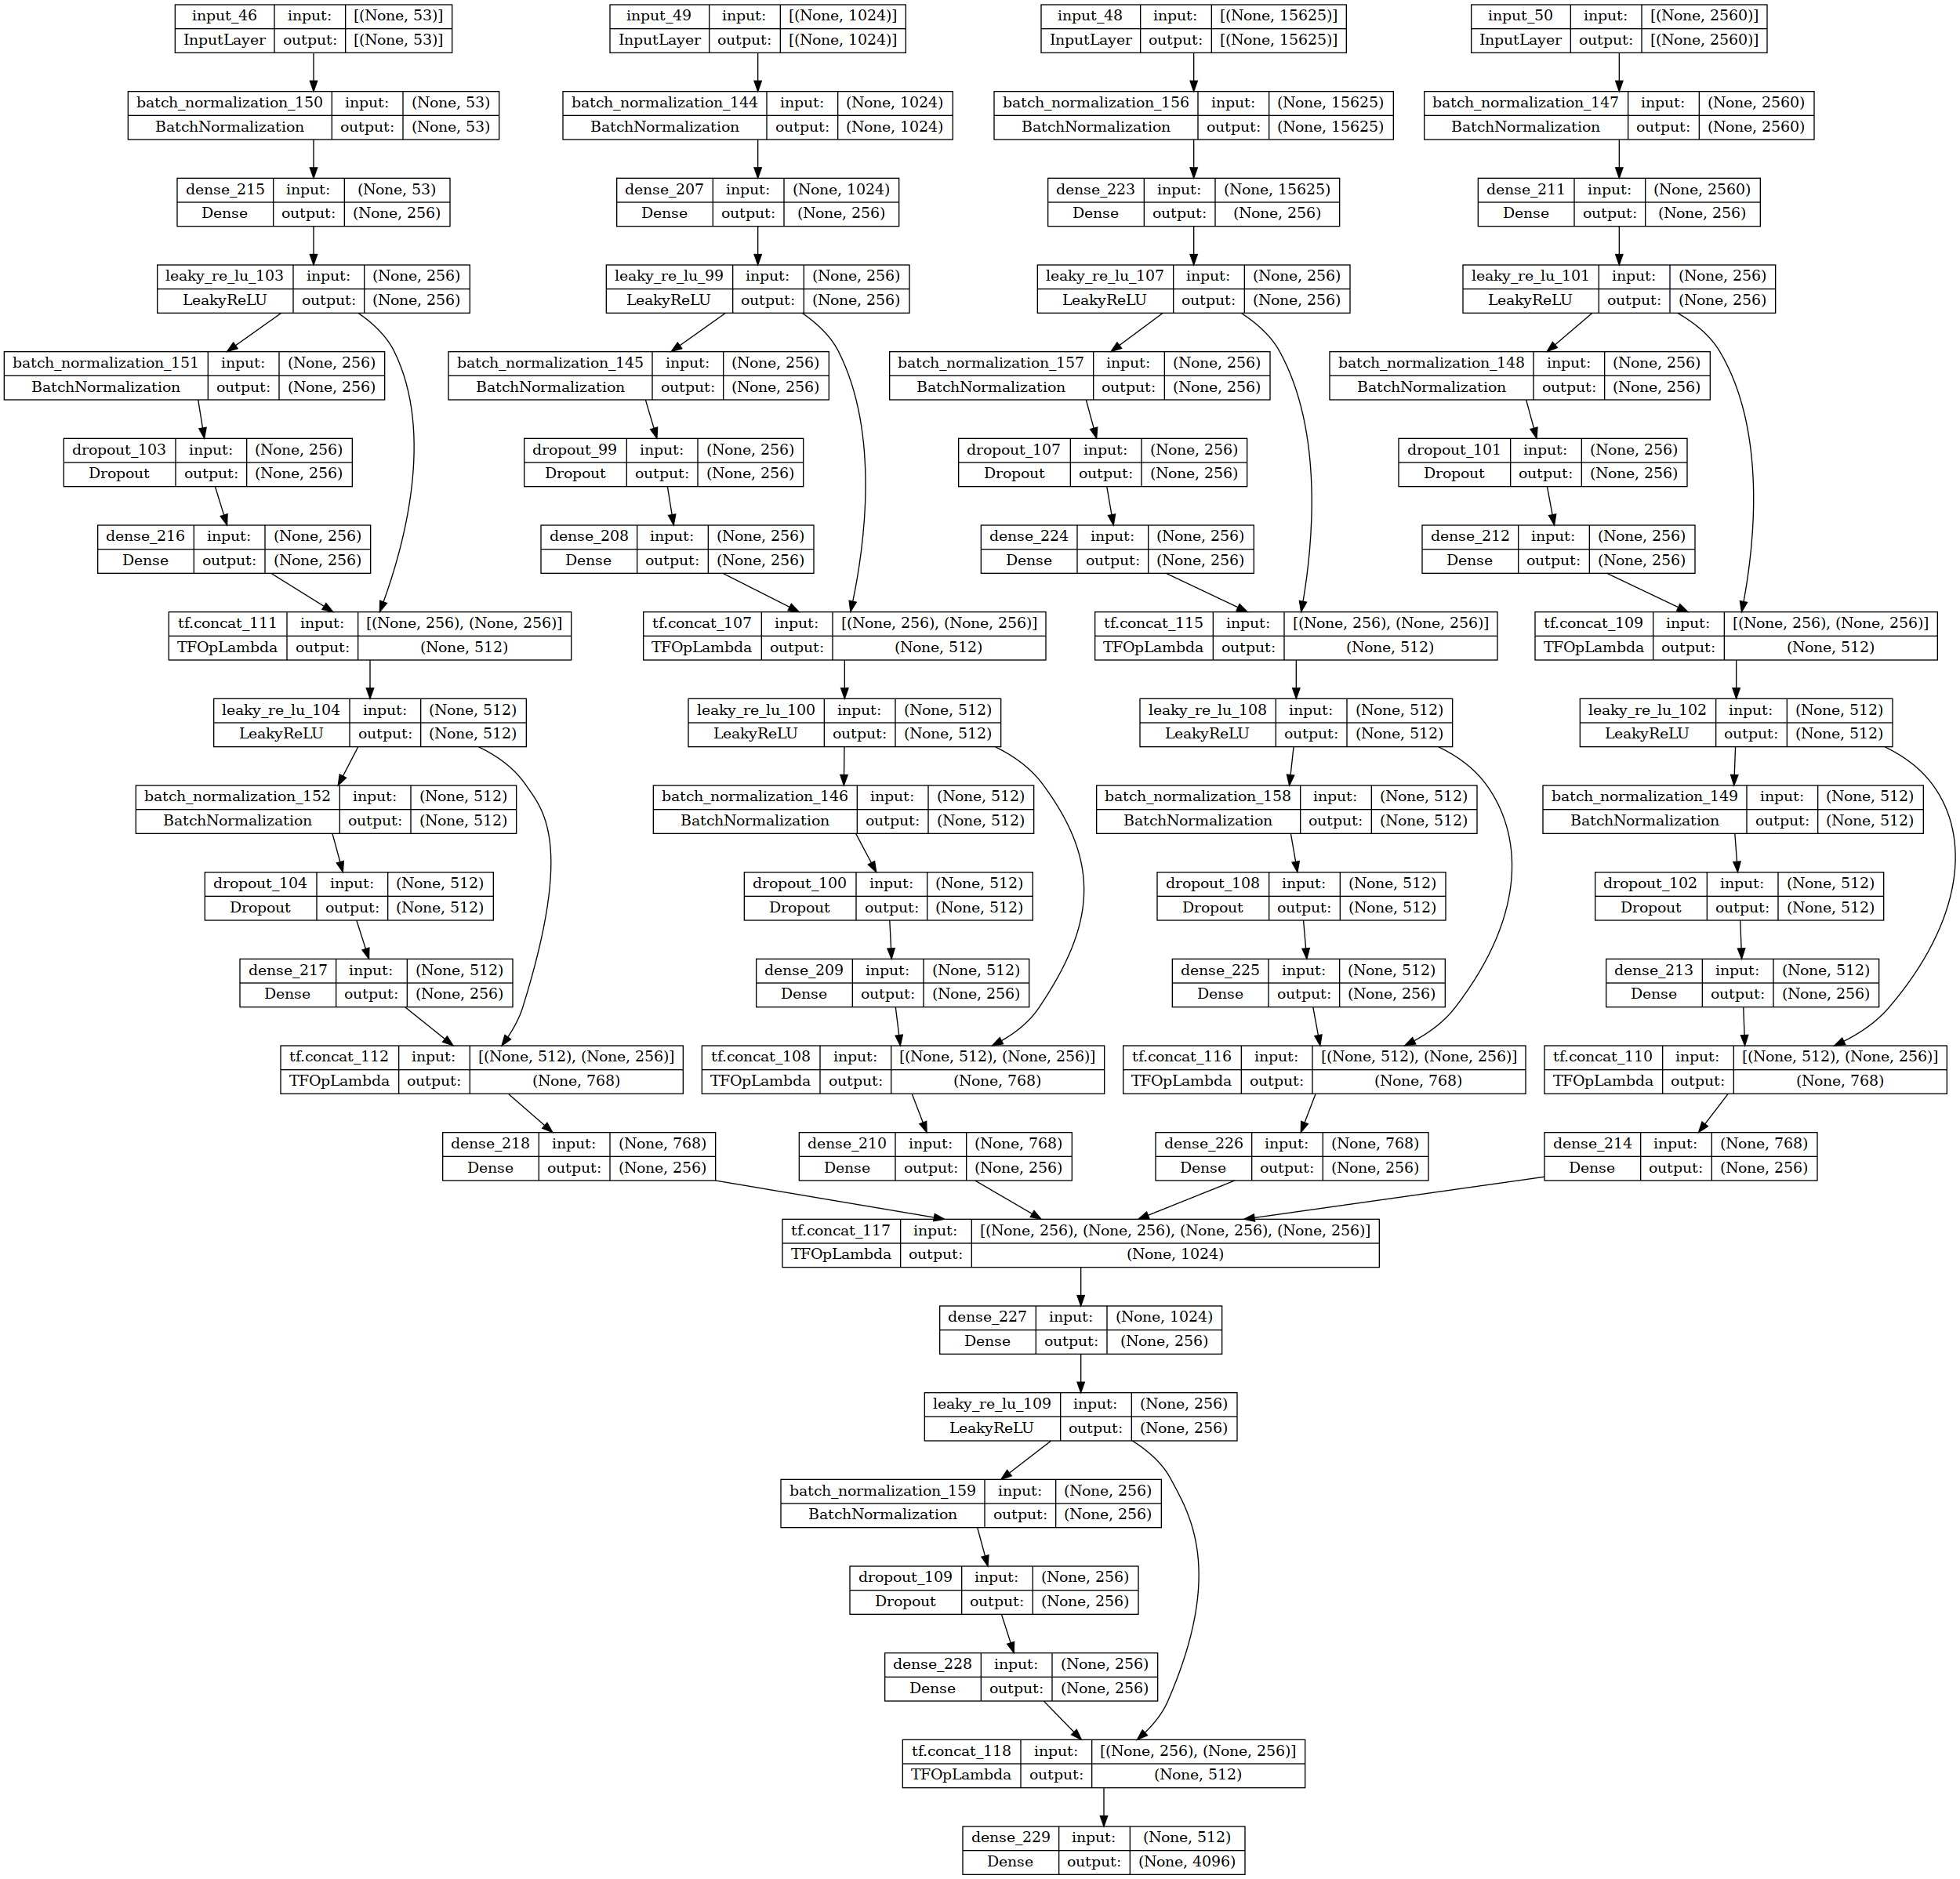 input_46 input: [(None, 53)] input_49 input: [(None, 1024)] input_48 input: [(None, 15625)] input_50 input: [(None, 2560)]
InputLayer output: [(None, 53)] InputLayer output: [(None, 1024)] InputLayer output: [(None, 15625)] InputLayer output: [(None, 2560)]
batch_normalization_150 input: (None, 53) batch_normalization_144 input: (None, 1024) batch_normalization_156 input: (None, 15625) batch_normalization_147 input: (None, 2560)
BatchNormalization output: (None, 53) BatchNormalization output: (None, 1024) BatchNormalization output: (None, 15625) BatchNormalization output: (None, 2560)
dense_215 input: (None, 53) dense_207 input: (None, 1024) dense_223 input: (None, 15625) dense_211 input: (None, 2560)
Dense output: (None, 256) Dense output: (None, 256) Dense output: (None, 256) Dense output: (None, 256)
leaky_re_lu_103 input: (None, 256) leaky_re_lu_99 input: (None, 256) leaky_re_lu_107 input: (None, 256) leaky_re_lu_101 input: (None, 256)
LeakyReLU output: (None, 256) LeakyReLU output: (None, 256) LeakyReLU output: (None, 256) LeakyReLU output: (None, 256)
batch_normalization_151 input: (None, 256) batch_normalization_145 input: (None, 256) batch_normalization_157 input: (None, 256) batch_normalization_148 input: (None, 256)
BatchNormalization output: (None, 256) BatchNormalization output: (None, 256) BatchNormalization output: (None, 256) BatchNormalization output: (None, 256)
dropout_103 input: (None, 256) dropout_99 input: (None, 256) dropout_107 input: (None, 256) dropout_101 input: (None, 256)
Dropout output: (None, 256) Dropout output: (None, 256) Dropout output: (None, 256) Dropout output: (None, 256)
dense_216 input: (None, 256) dense_208 input: (None, 256) dense_224 input: (None, 256) dense_212 input: (None, 256)
Dense output: (None, 256) Dense output: (None, 256) Dense output: (None, 256) Dense output: (None, 256)
tf.concat_111 input: [(None, 256), (None, 256)] tf.concat_107 input: [(None, 256), (None, 256)] tf.concat_115 input: [(None, 256), (None, 256)] tf.concat_109 input: [(None, 256), (None, 256)]
TFOpLambda output: (None, 512) TFOpLambda output: (None, 512) TFOpLambda output: (None, 512) TFOpLambda output: (None, 512)
leaky_re_lu_104 input: (None, 512) leaky_re_lu_100 input: (None, 512) leaky_re_lu_108 input: (None, 512) leaky_re_lu_102 input: (None, 512)
LeakyReLU output: (None, 512) LeakyReLU output: (None, 512) LeakyReLU output: (None, 512) LeakyReLU output: (None, 512)
batch_normalization_152 input: (None, 512) batch_normalization_146 input: (None, 512) batch_normalization_158 input: (None, 512) batch_normalization_149 input: (None, 512)
BatchNormalization output: (None, 512) BatchNormalization output: (None, 512) BatchNormalization output: (None, 512) BatchNormalization output: (None, 512)
dropout_104 input: (None, 512) dropout_100 input: (None, 512) dropout_108 input: (None, 512) dropout_102 input: (None, 512)
Dropout output: (None, 512) Dropout output: (None, 512) Dropout output: (None, 512) Dropout output: (None, 512)
dense_217 input: (None, 512) dense_209 input: (None, 512) dense_225 input: (None, 512) dense_213 input: (None, 512)
Dense output: (None, 256) Dense output: (None, 256) Dense output: (None, 256) Dense output: (None, 256)
tf.concat_112 input: [(None, 512), (None, 256)] tf.concat_108 input: [(None, 512), (None, 256)] tf.concat_116 input: [(None, 512), (None, 256)] tf.concat_110 input: [(None, 512), (None, 256)]
TFOpLambda output: (None, 768) TFOpLambda output: (None, 768) TFOpLambda output: (None, 768) TFOpLambda output: (None, 768)
dense_218 input: (None, 768) dense_210 input: (None, 768) dense_226 input: (None, 768) dense_214 input: (None, 768)
Dense output: (None, 256) Dense output: (None, 256) Dense output: (None, 256) Dense output: (None, 256)
tf.concat_117 input: [(None, 256), (None, 256), (None, 256), (None, 256)]
TFOpLambda output: (None, 1024)
dense_227 input: (None, 1024)
Dense output: (None, 256)
leaky_re_lu_109 input: (None, 256)
LeakyReLU output: (None, 256)
batch_normalization_159 input: (None, 256)
BatchNormalization output: (None, 256)
dropout_109 input: (None, 256)
Dropout output: (None, 256)
dense_228 input: (None, 256)
Dense output: (None, 256)
tf.concat_118 input: [(None, 256), (None, 256)]
TFOpLambda output: (None, 512)
dense_229 input: (None, 512)
Dense output: (None, 4096)